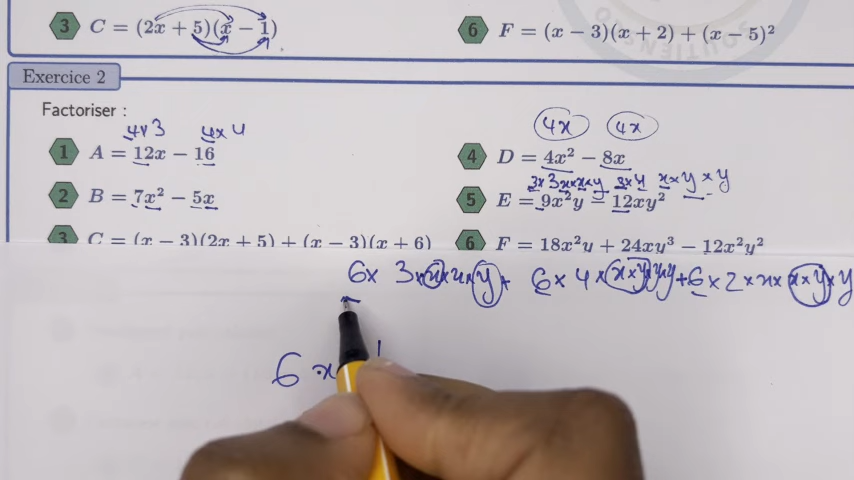 3 C = (2x + 5)(x − 1)
6 F = (x − 3)(x + 2) + (x − 5)²
Exercice 2
Factoriser :
4×3 4×4
1 A = 12x − 16
2 B = 7x² − 5x
3 C = (x − 3)(2x + 5) + (x − 3)(x + 6)
4x 4x
4 D = 4x² − 8x
3×3×x×x×y 3×4 x×y×y
5 E = 9x²y − 12xy²
6 F = 18x²y + 24xy³ − 12x²y²
6× 3×x×x×y+ 6×4×x×y×y×y+6×2×x×x×y×y
6 x